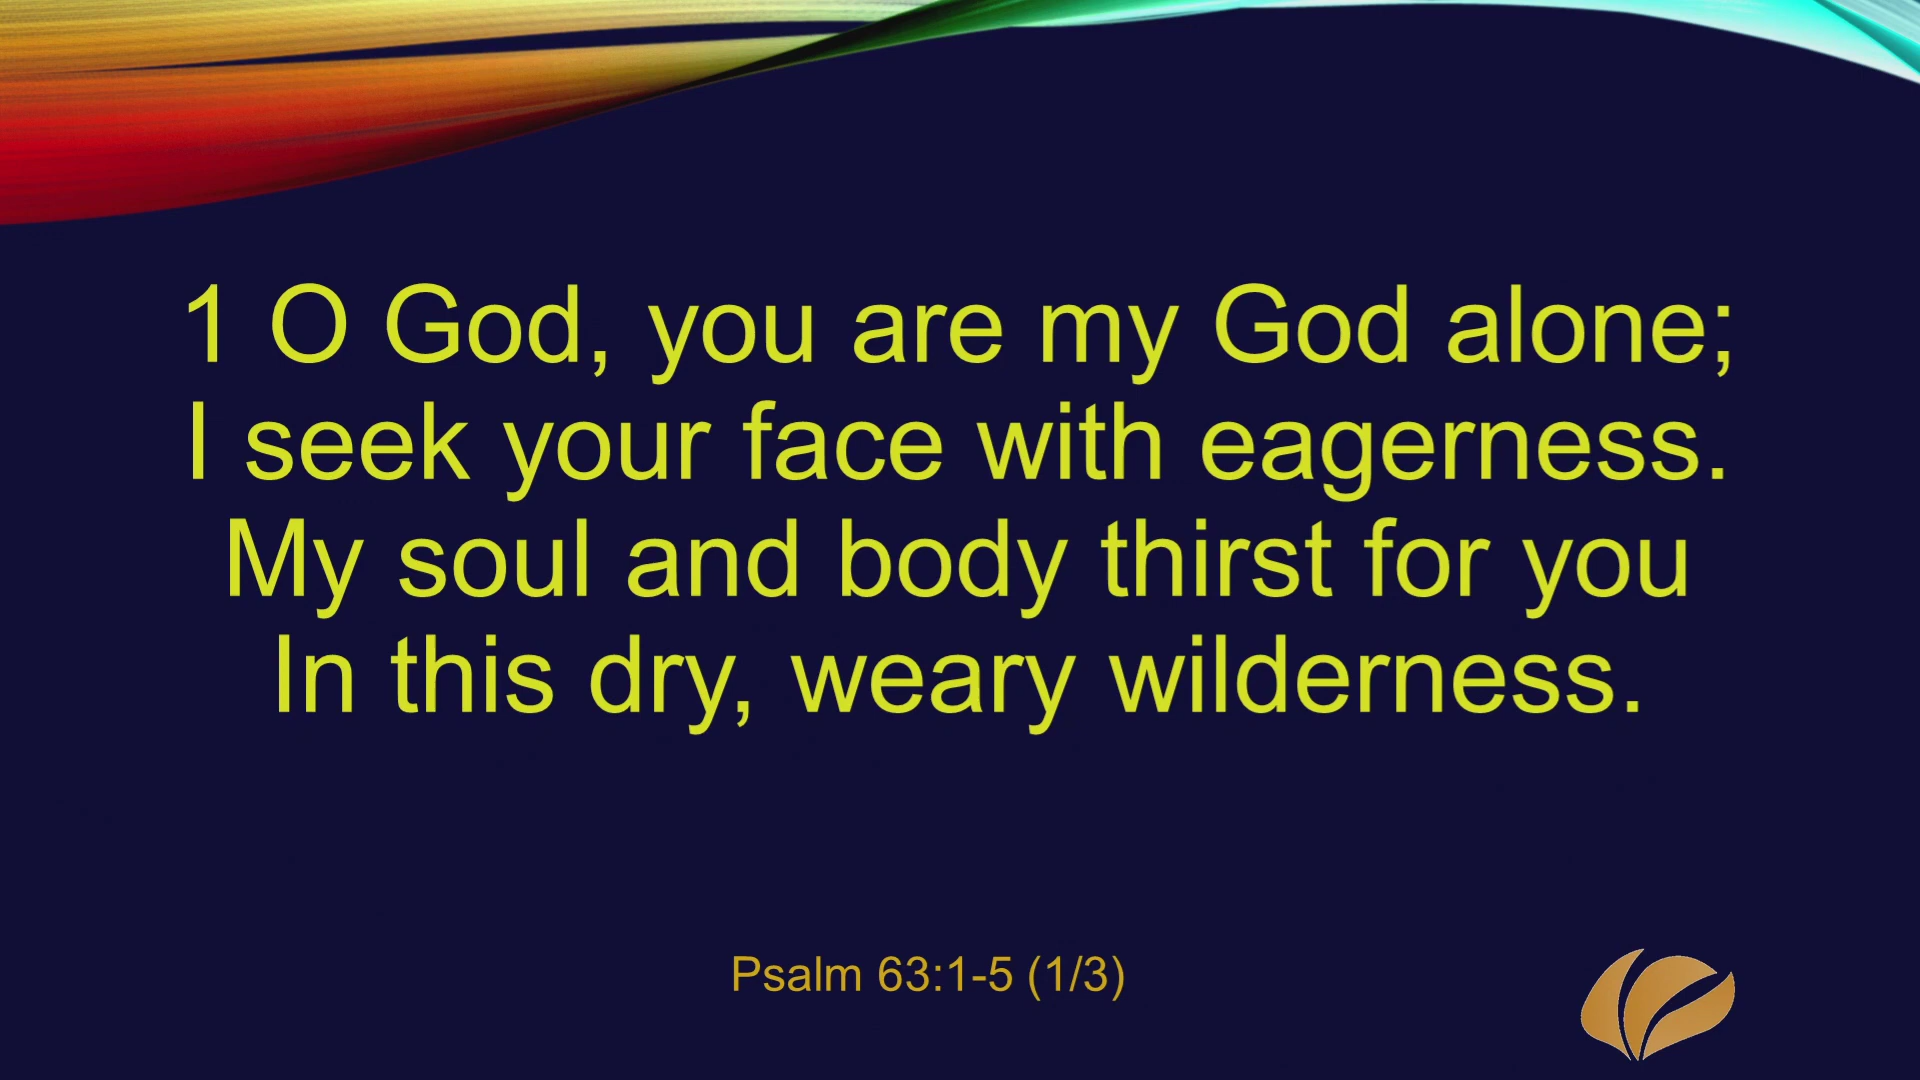 1 O God, you are my God alone;
I seek your face with eagerness.
My soul and body thirst for you
In this dry, weary wilderness.
Psalm 63:1-5 (1/3)